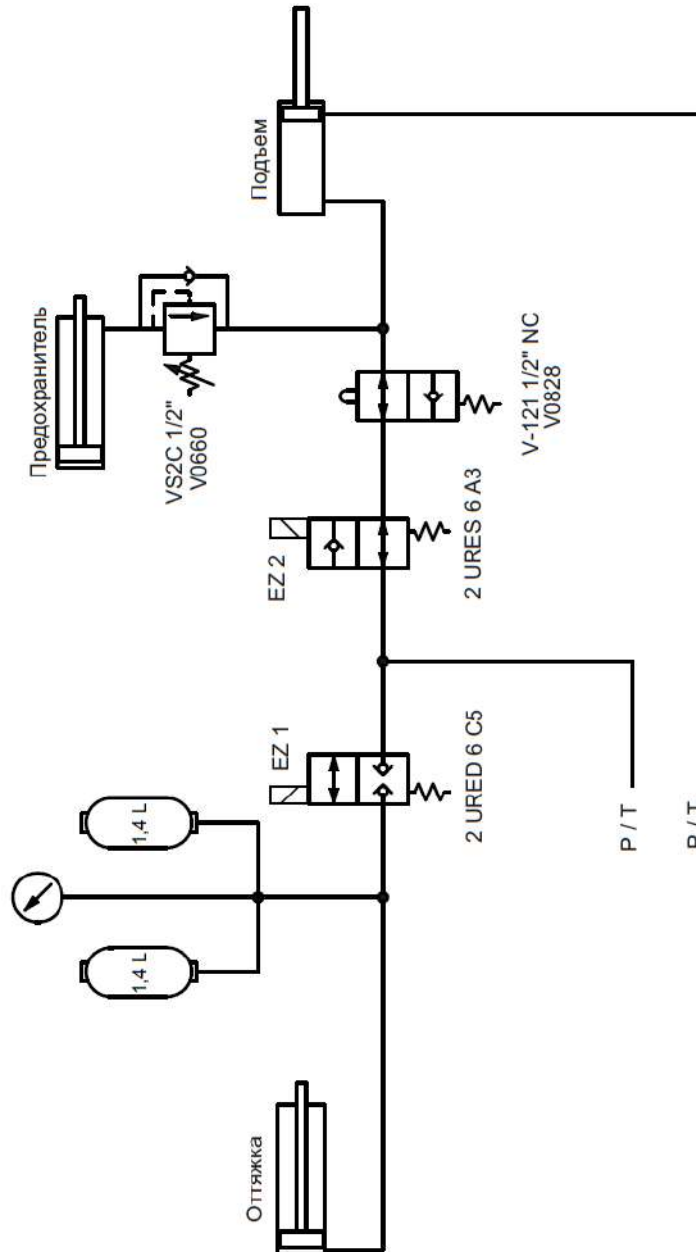 Предохранитель
Подъем
VS2C 1/2"
V0660
EZ 2
V-121 1/2" NC
V0828
2 URES 6 A3
EZ 1
2 URED 6 C5
1,4 L
1,4 L
Оттяжка
P / T
P / T